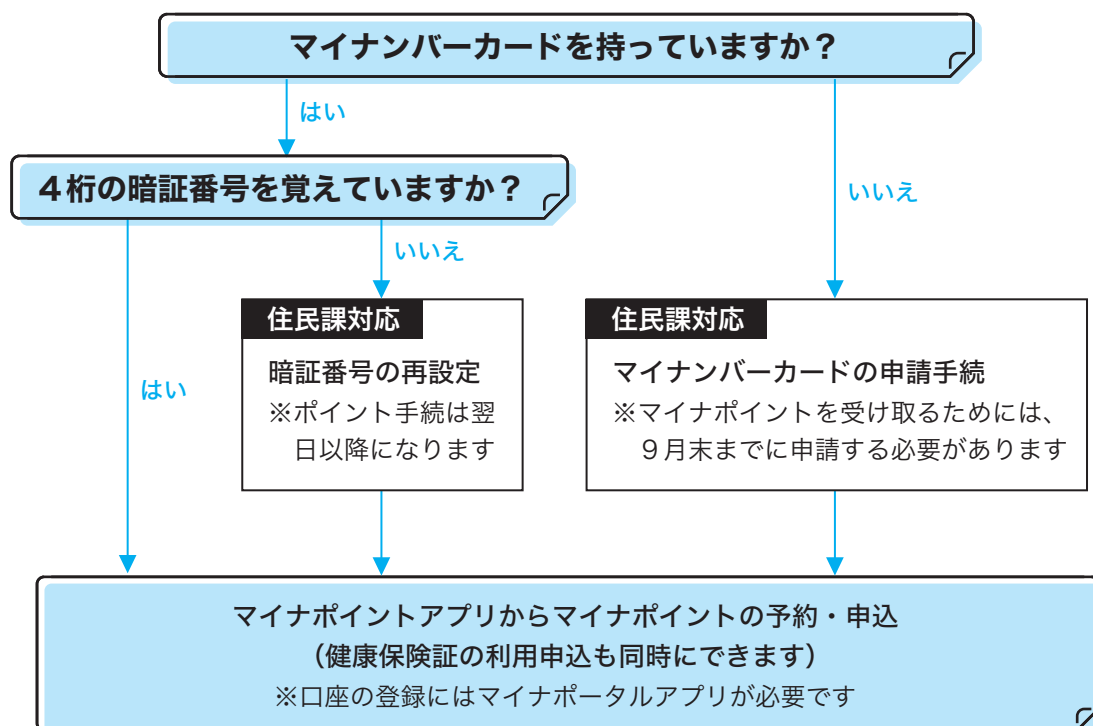 マイナンバーカードを持っていますか？
はい
４桁の暗証番号を覚えていますか？
いいえ
いいえ
住民課対応
暗証番号の再設定
※ポイント手続は翌
日以降になります
住民課対応
マイナンバーカードの申請手続
※マイナポイントを受け取るためには、
９月末までに申請する必要があります
はい
マイナポイントアプリからマイナポイントの予約・申込
（健康保険証の利用申込も同時にできます）
※口座の登録にはマイナポータルアプリが必要です